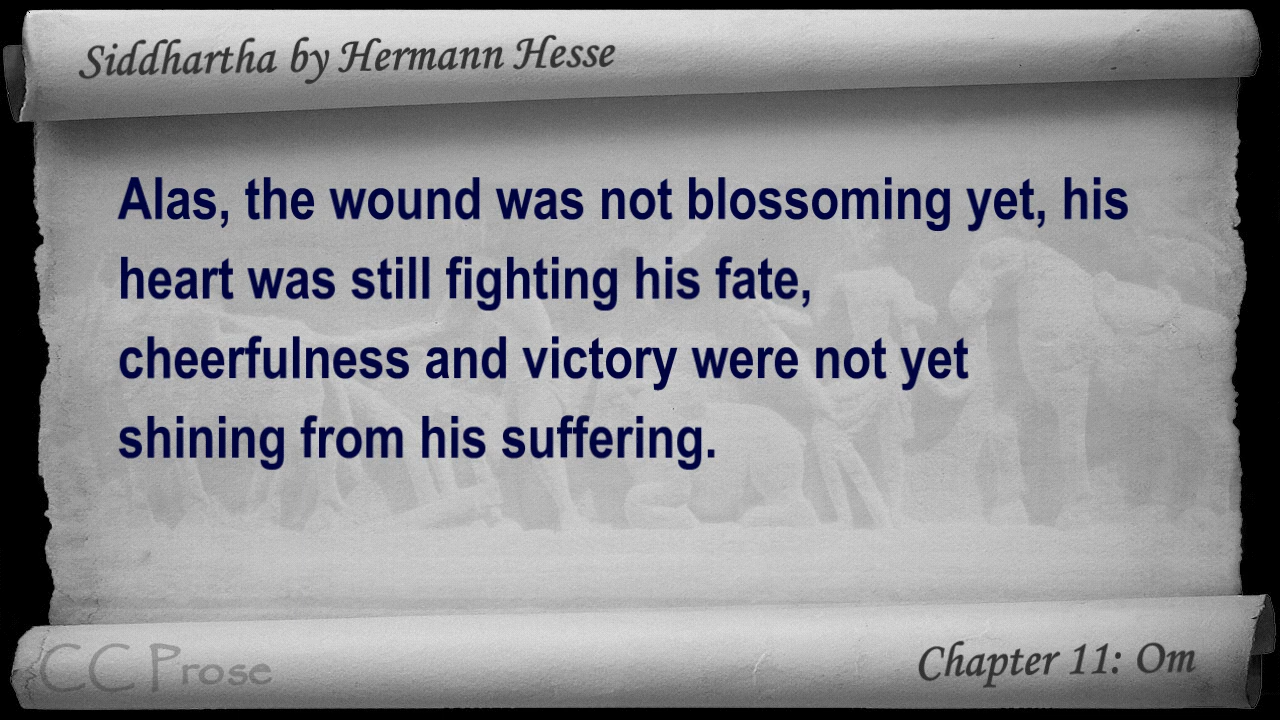 Siddhartha by Hermann Hesse
Alas, the wound was not blossoming yet, his
heart was still fighting his fate,
cheerfulness and victory were not yet
shining from his suffering.
CC Prose
Chapter 11: Om